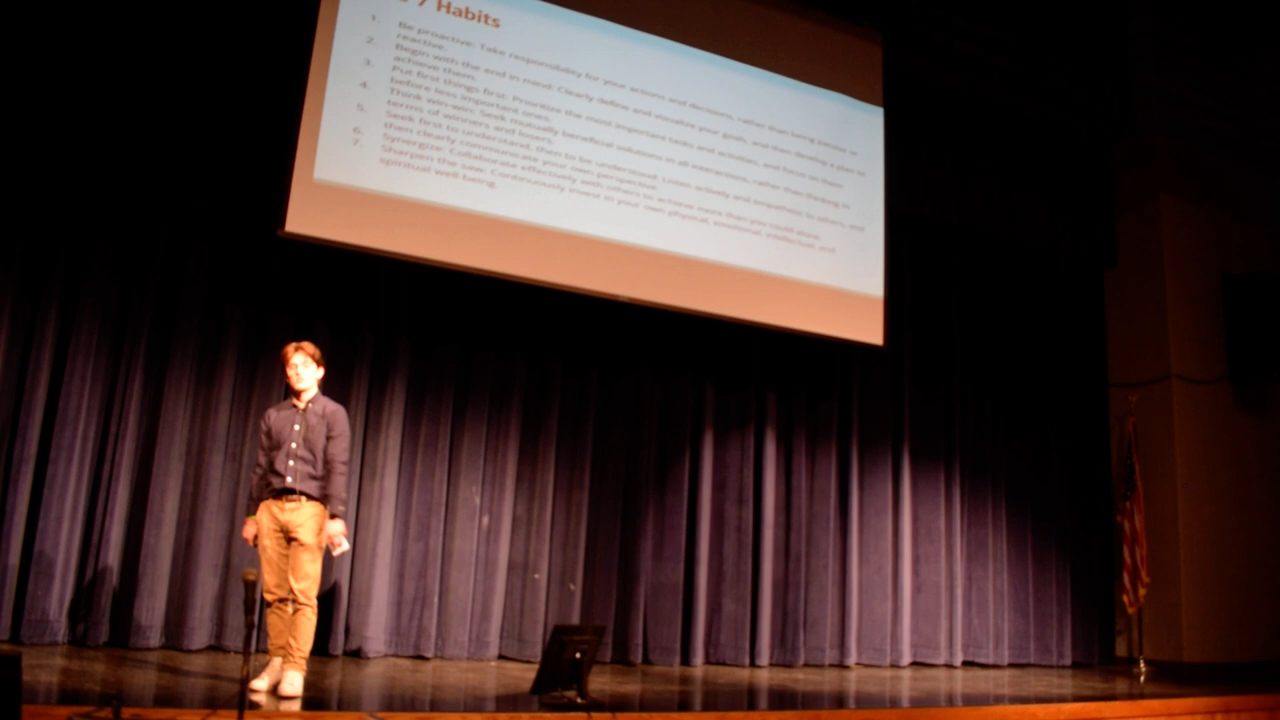 7 Habits
1. Be proactive: Take responsibility for your actions and decisions, rather than being passive or
reactive.
2. Begin with the end in mind: Clearly define and visualize your goals, and then develop a plan to
achieve them.
3. Put first things first: Prioritize the most important tasks and activities, and focus on them
before less important ones.
4. Think win-win: Seek mutually beneficial solutions in all interactions, rather than thinking in
terms of winners and losers.
5. Seek first to understand, then to be understood: Listen actively and empathetic to others, and
then clearly communicate your own perspective.
6. Synergize: Collaborate effectively with others to achieve more than you could alone.
7. Sharpen the saw: Continuously invest in your own physical, emotional, intellectual, and
spiritual well-being.